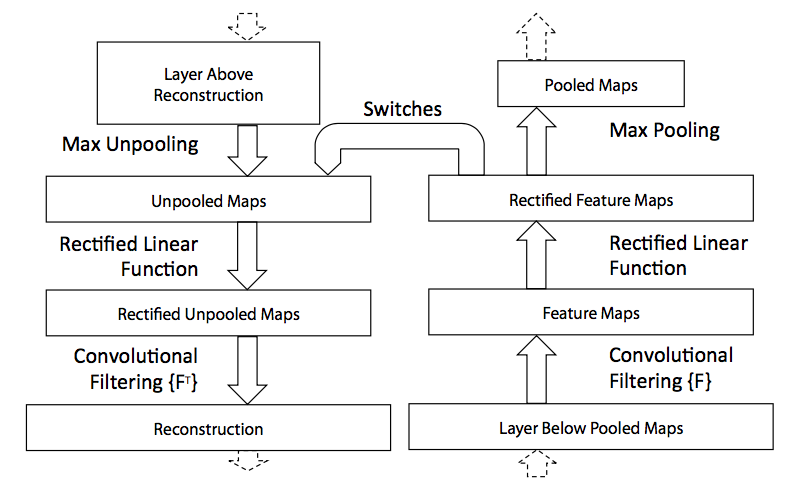 Layer Above
Reconstruction
Switches
Pooled Maps
Max Unpooling
Max Pooling
Unpooled Maps
Rectified Feature Maps
Rectified Linear
Function
Rectified Linear
Function
Rectified Unpooled Maps
Feature Maps
Convolutional
Filtering {Fᵀ}
Convolutional
Filtering {F}
Reconstruction
Layer Below Pooled Maps